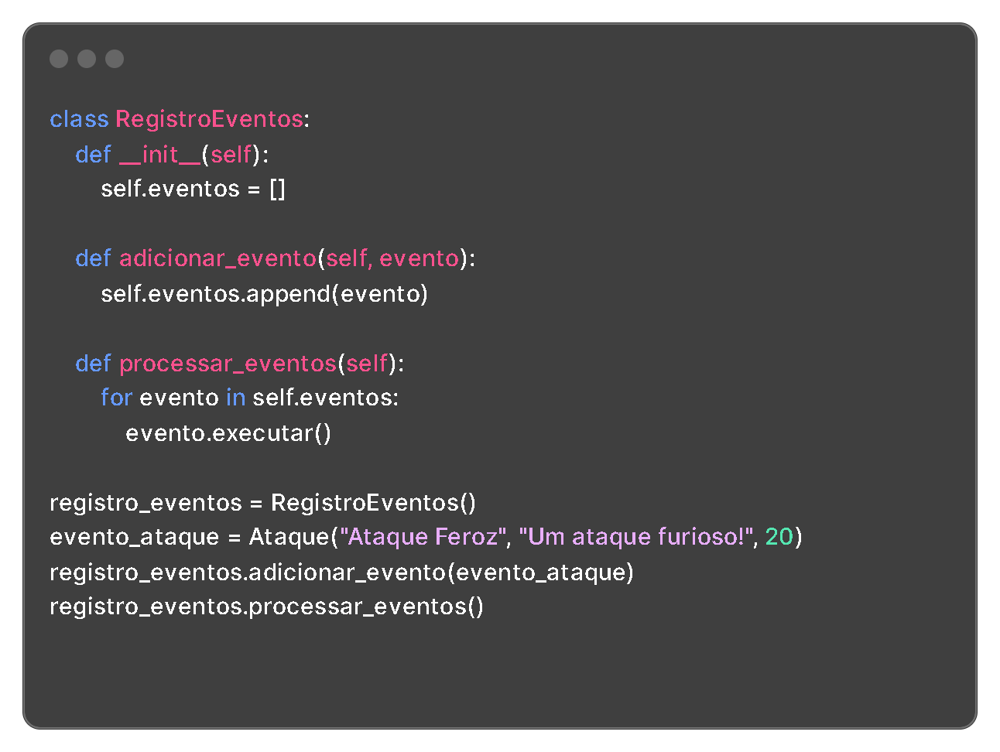 class RegistroEventos:
def __init__(self):
self.eventos = []
def adicionar_evento(self, evento):
self.eventos.append(evento)
def processar_eventos(self):
for evento in self.eventos:
evento.executar()
registro_eventos = RegistroEventos()
evento_ataque = Ataque("Ataque Feroz", "Um ataque furioso!", 20)
registro_eventos.adicionar_evento(evento_ataque)
registro_eventos.processar_eventos()